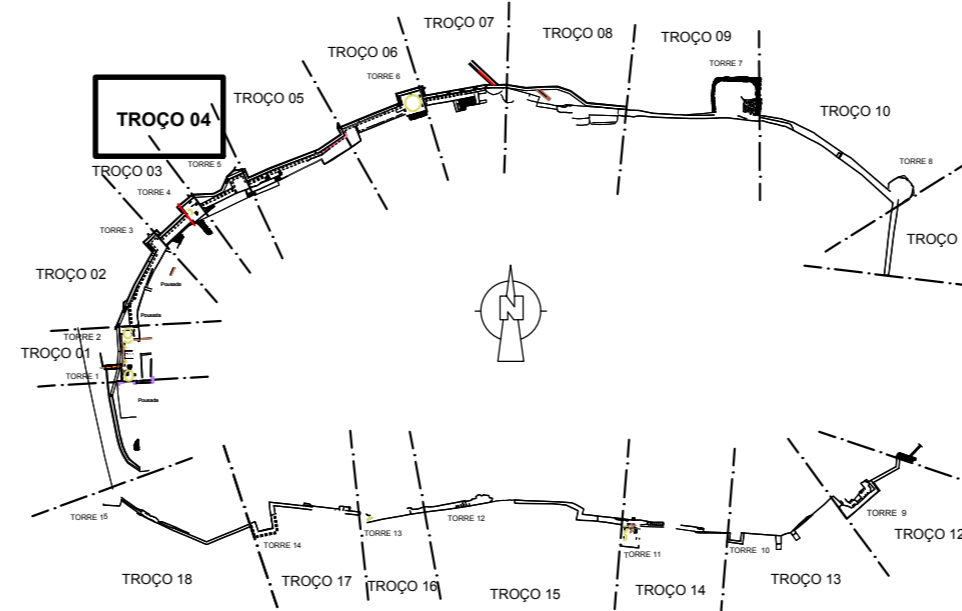 TROÇO 07
TROÇO 08
TROÇO 09
TROÇO 06
TORRE 7
TORRE 6
TROÇO 05
TROÇO 10
TROÇO 04
TORRE 5
TROÇO 03
TORRE 8
TORRE 4
TORRE 3
TROÇO
TROÇO 02
Pousada
N
Pousada
TORRE 2
TROÇO 01
TORRE 1
Pousada
TORRE 15
TORRE 9
TORRE 12
TORRE 13
TROÇO 12
TORRE 14
TORRE 11
TORRE 10
TROÇO 18
TROÇO 17
TROÇO 16
TROÇO 15
TROÇO 14
TROÇO 13